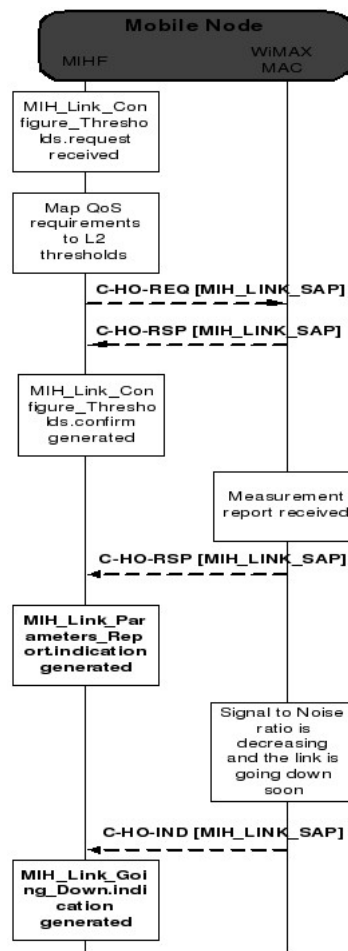 Mobile Node
MIHF
WiMAX
MAC
MIH_Link_Con
figure_Thresho
lds.request
received
Map QoS
requirements
to L2
thresholds
C-HO-REQ [MIH_LINK_SAP]
C-HO-RSP [MIH_LINK_SAP]
MIH_Link_Con
figure_Thresho
lds.confirm
generated
Measurement
report received
C-HO-RSP [MIH_LINK_SAP]
MIH_Link_Par
ameters_Rep
ort.indication
generated
Signal to Noise
ratio is
decreasing
and the link is
going down
soon
C-HO-IND [MIH_LINK_SAP]
MIH_Link_Goi
ng_Down.indi
cation
generated